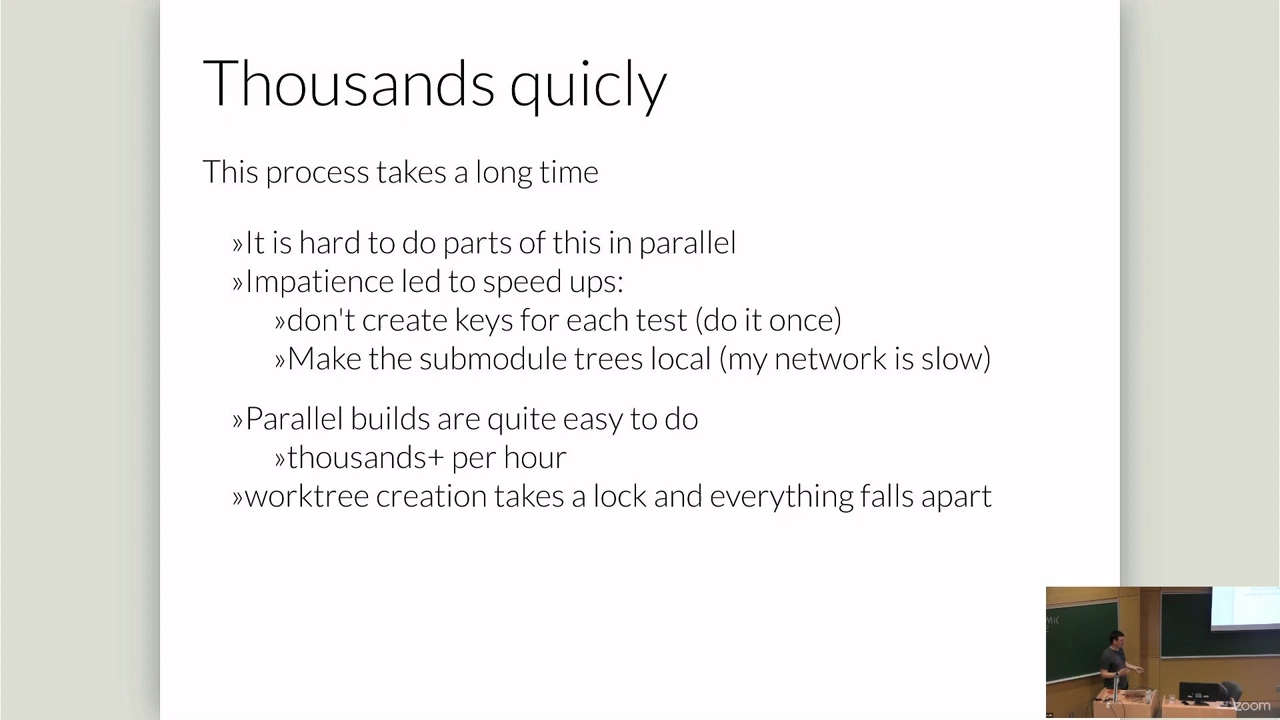 Thousands quicly
This process takes a long time
»It is hard to do parts of this in parallel
»Impatience led to speed ups:
»don't create keys for each test (do it once)
»Make the submodule trees local (my network is slow)
»Parallel builds are quite easy to do
»thousands+ per hour
»worktree creation takes a lock and everything falls apart
zoom